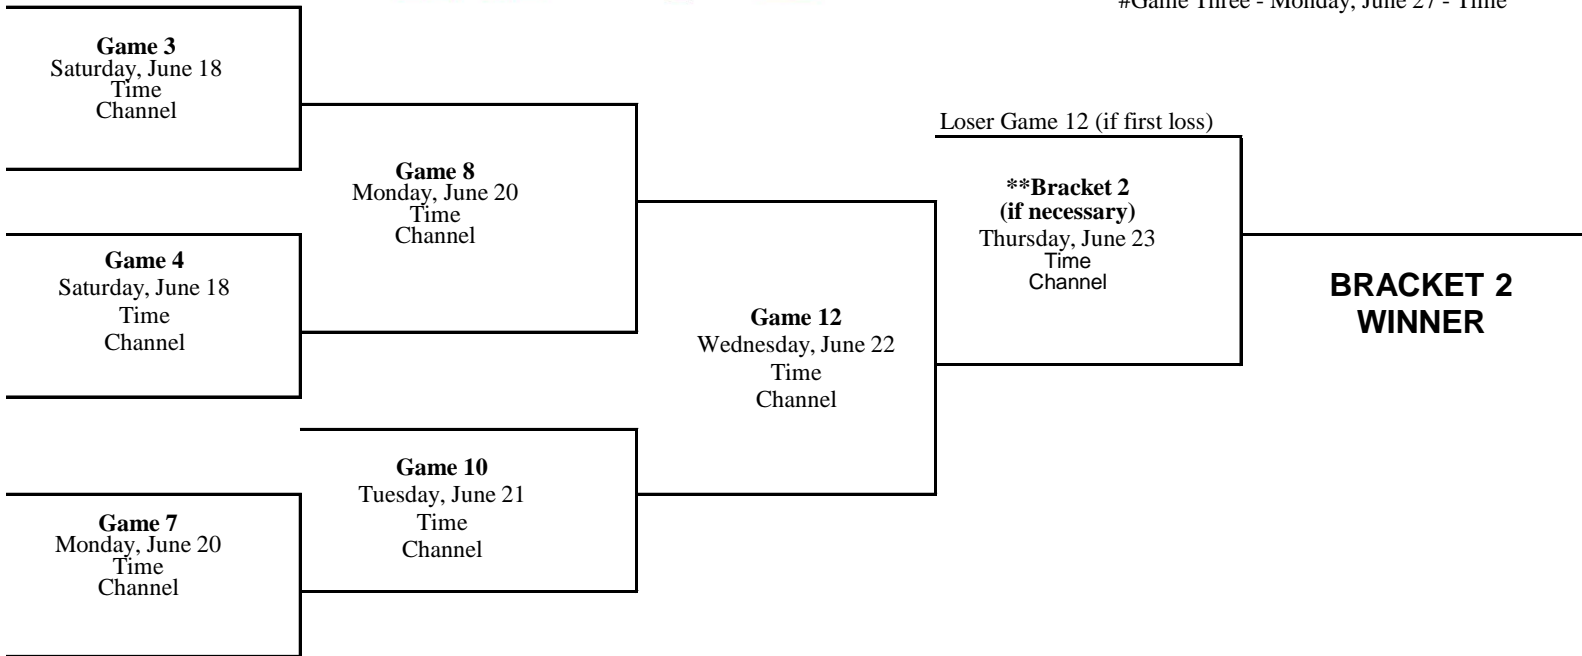 #Game Three - Monday, June 27 - Time
Game 3
Saturday, June 18
Time
Channel
Loser Game 12 (if first loss)
Game 8
Monday, June 20
Time
Channel
**Bracket 2
(if necessary)
Thursday, June 23
Time
Channel
Game 4
Saturday, June 18
Time
Channel
BRACKET 2
WINNER
Game 12
Wednesday, June 22
Time
Channel
Game 10
Tuesday, June 21
Time
Channel
Game 7
Monday, June 20
Time
Channel